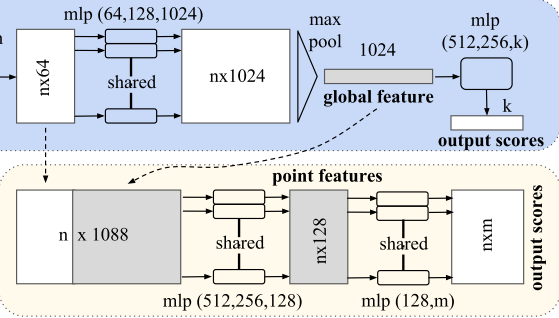 mlp (64,128,1024)
max
pool
mlp
(512,256,k)
nx64
shared
nx1024
1024
global feature
k
output scores
point features
n x 1088
shared
nx128
shared
nxm
output scores
mlp (512,256,128)
mlp (128,m)